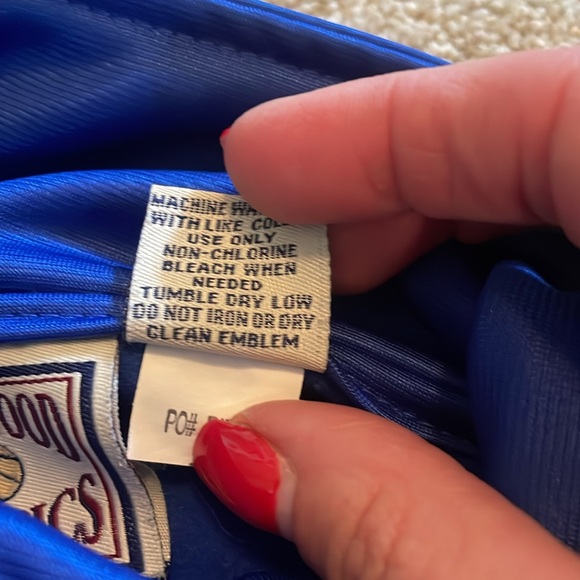 MACHINE
WITH LIKE
USE ONLY
NON-CHLORINE
BLEACH WHEN
NEEDED
TUMBLE DRY LOW
DO NOT IRON OR DRY
CLEAN EMBLEM
PO#